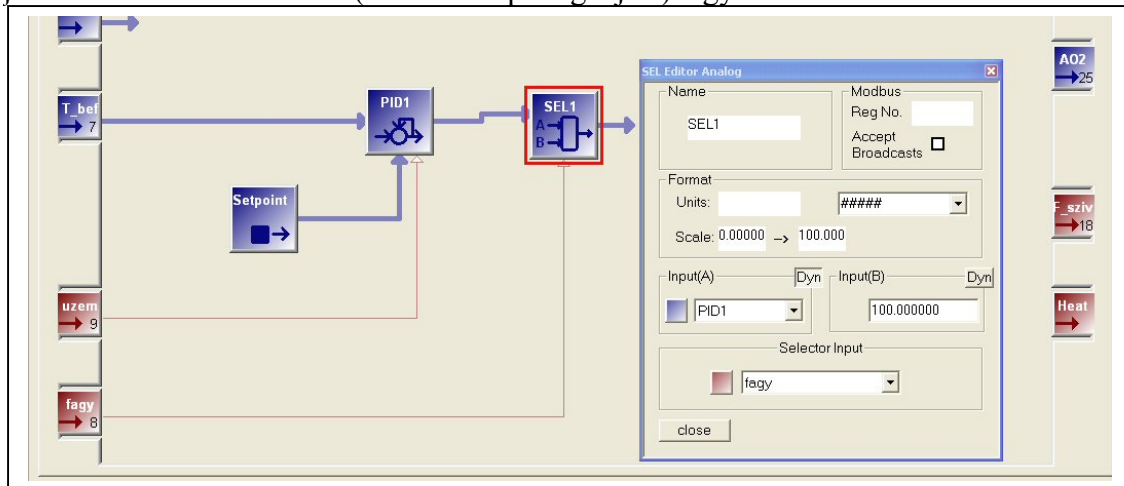 T_bef
7
PID1
SEL1
A
B
Setpoint
uzem
9
fagy
8
SEL Editor Analog
Name
SEL1
Modbus
Reg No.
Accept
Broadcasts
Format
Units:
#####
Scale: 0.00000 --> 100.000
Input(A) Dyn
PID1
Input(B) Dyn
100.000000
Selector Input
fagy
close
AO2
25
F_sziv
18
Heat